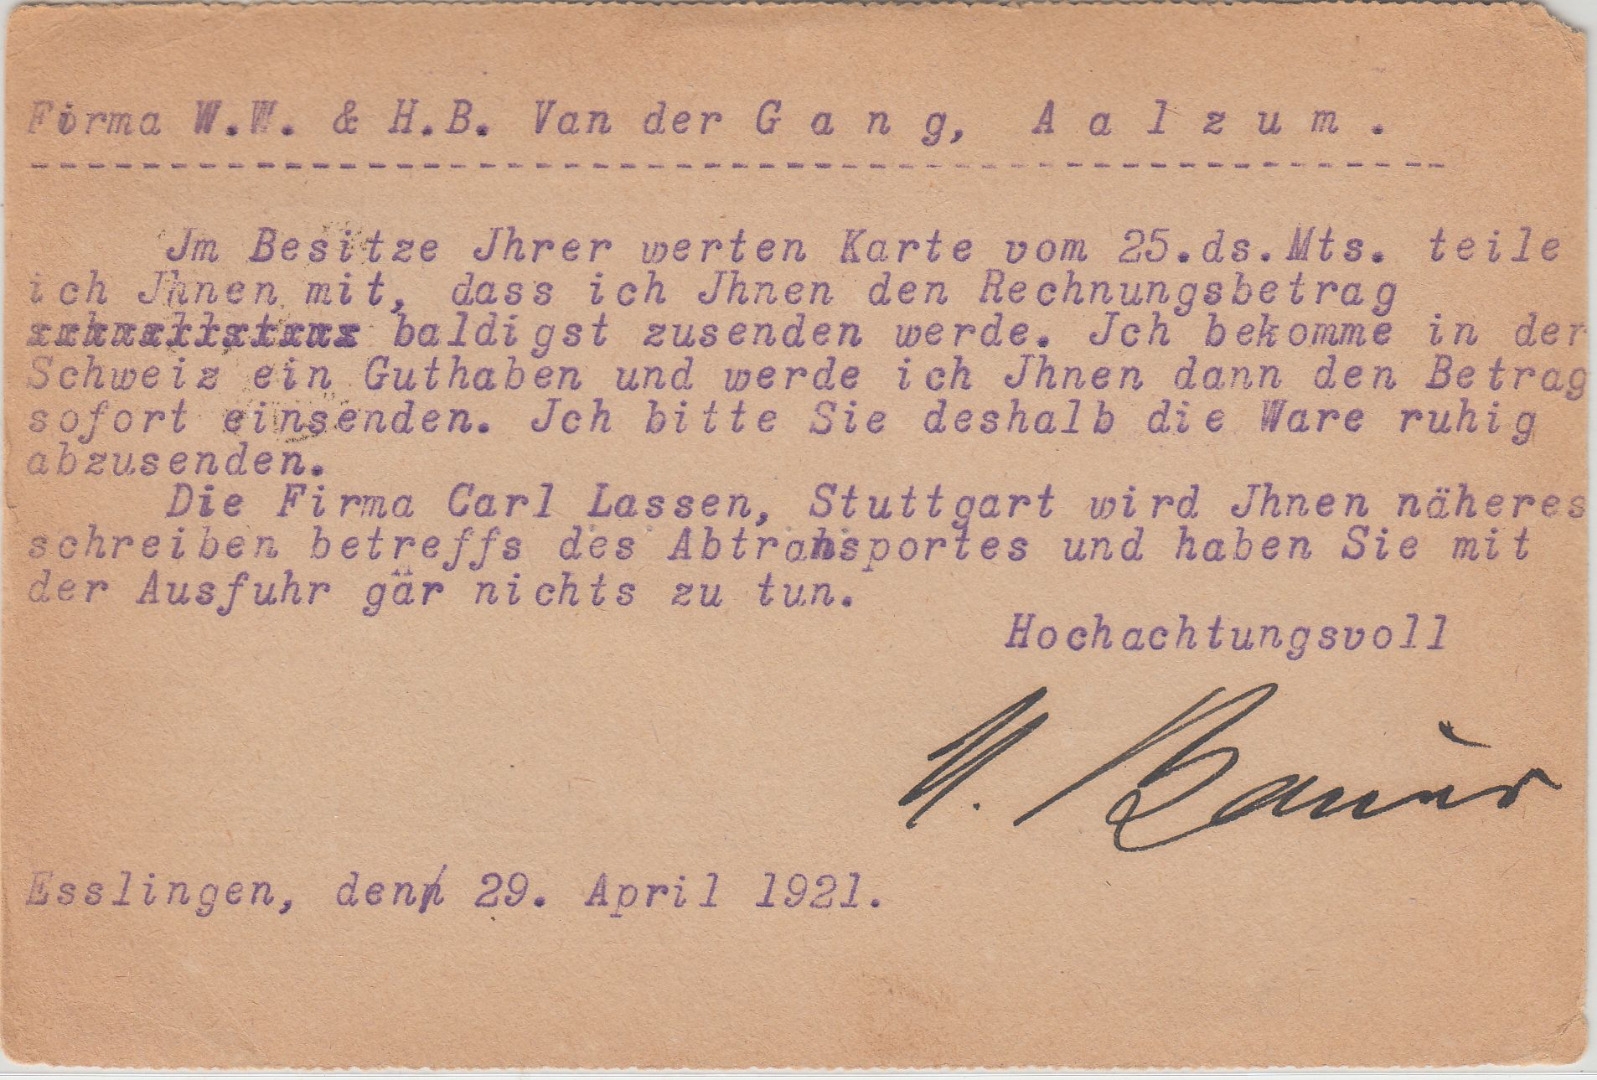 Firma W.W. & H.B. Van der G a n g, A a l z u m .
Jm Besitze Jhrer werten Karte vom 25.ds.Mts. teile
ich Jhnen mit, dass ich Jhnen den Rechnungsbetrag
baldigst zusenden werde. Jch bekomme in der
Schweiz ein Guthaben und werde ich Jhnen dann den Betrag
sofort einsenden. Jch bitte Sie deshalb die Ware ruhig
abzusenden.
Die Firma Carl Lassen, Stuttgart wird Jhnen näheres
schreiben betreffs des Abtransportes und haben Sie mit
der Ausfuhr gär nichts zu tun.
Hochachtungsvoll
Bauer
Esslingen, den 29. April 1921.